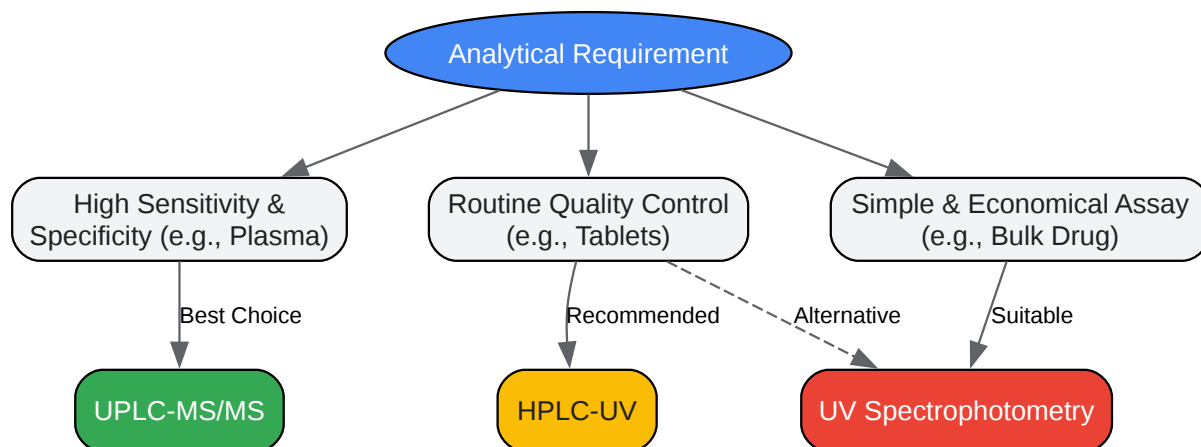 Analytical Requirement
High Sensitivity &
Specificity (e.g., Plasma)
Routine Quality Control
(e.g., Tablets)
Simple & Economical Assay
(e.g., Bulk Drug)
Best Choice
Recommended
Alternative
Suitable
UPLC-MS/MS
HPLC-UV
UV Spectrophotometry